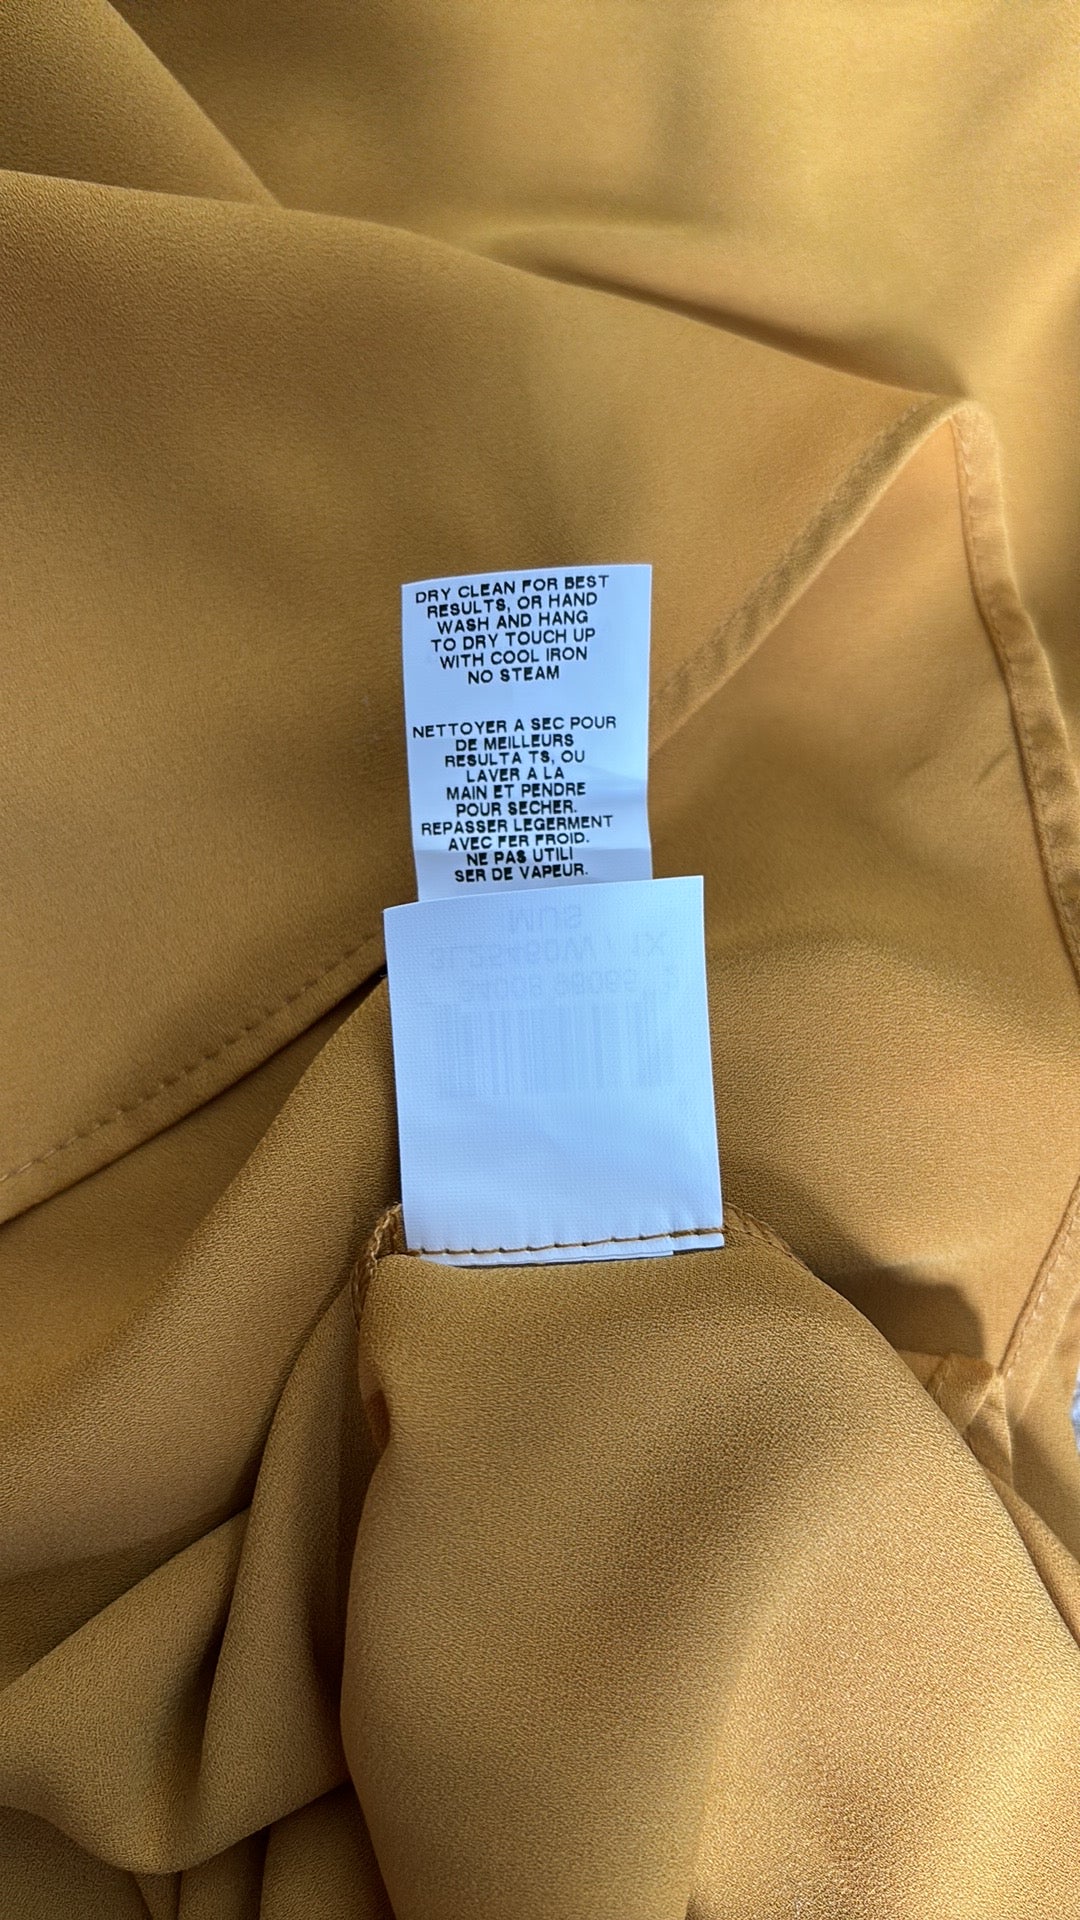 DRY CLEAN FOR BEST
RESULTS, OR HAND
WASH AND HANG
TO DRY TOUCH UP
WITH COOL IRON
NO STEAM
NETTOYER A SEC POUR
DE MEILLEURS
RESULTA TS, OU
LAVER A LA
MAIN ET PENDRE
POUR SECHER.
REPASSER LEGERMENT
AVEC FER FROID.
NE PAS UTILI
SER DE VAPEUR.